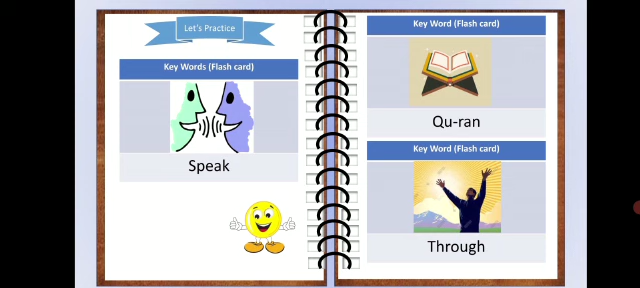 Let's Practice
Key Words (Flash card)
Speak
Key Word (Flash card)
Qu-ran
Key Word (Flash card)
Through